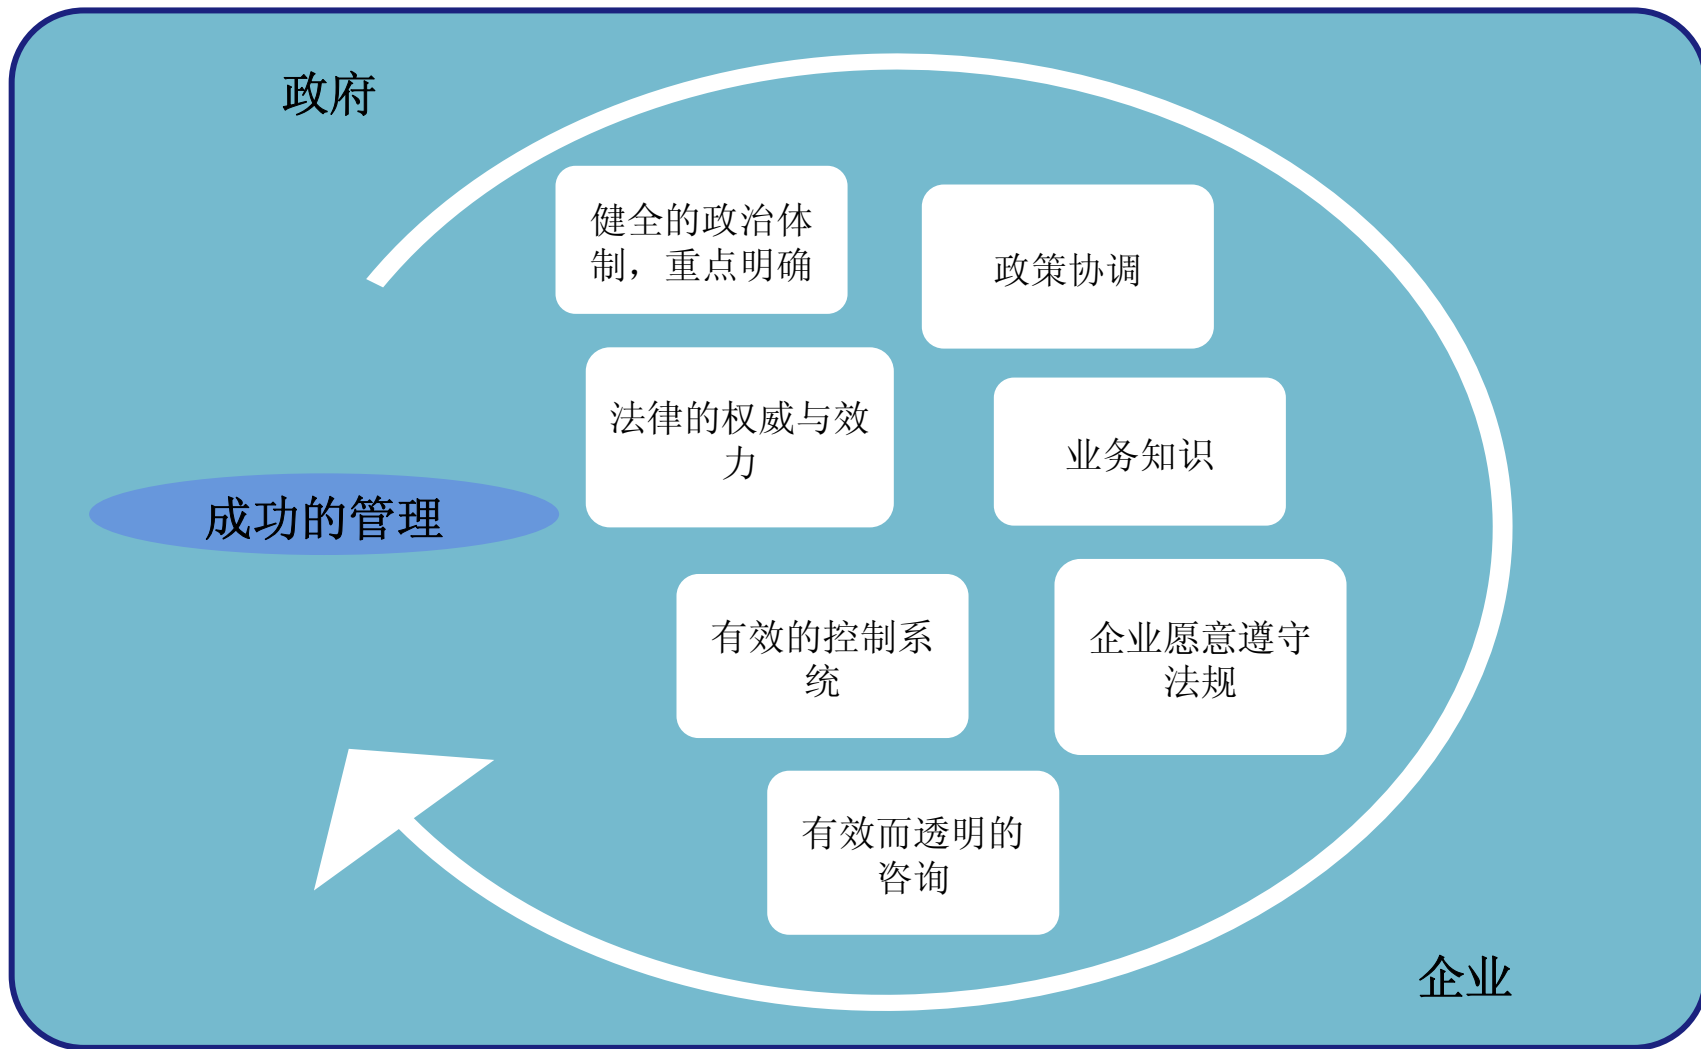 政府
健全的政治体
制，重点明确
政策协调
法律的权威与效
力
业务知识
成功的管理
有效的控制系
统
企业愿意遵守
法规
有效而透明的
咨询
企业